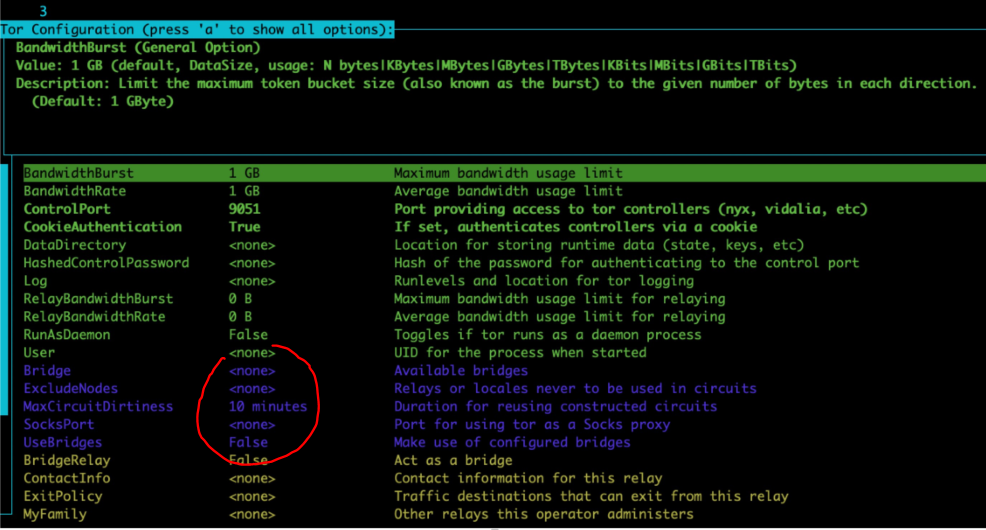 3
Tor Configuration (press 'a' to show all options):
BandwidthBurst (General Option)
Value: 1 GB (default, DataSize, usage: N bytes|KBytes|MBytes|GBytes|TBytes|KBits|MBits|GBits|TBits)
Description: Limit the maximum token bucket size (also known as the burst) to the given number of bytes in each direction.
(Default: 1 GByte)
BandwidthBurst 1 GB Maximum bandwidth usage limit
BandwidthRate 1 GB Average bandwidth usage limit
ControlPort 9051 Port providing access to tor controllers (nyx, vidalia, etc)
CookieAuthentication True If set, authenticates controllers via a cookie
DataDirectory <none> Location for storing runtime data (state, keys, etc)
HashedControlPassword <none> Hash of the password for authenticating to the control port
Log <none> Runlevels and location for tor logging
RelayBandwidthBurst 0 B Maximum bandwidth usage limit for relaying
RelayBandwidthRate 0 B Average bandwidth usage limit for relaying
RunAsDaemon False Toggles if tor runs as a daemon process
User <none> UID for the process when started
Bridge <none> Available bridges
ExcludeNodes <none> Relays or locales never to be used in circuits
MaxCircuitDirtiness 10 minutes Duration for reusing constructed circuits
SocksPort <none> Port for using tor as a Socks proxy
UseBridges False Make use of configured bridges
BridgeRelay False Act as a bridge
ContactInfo <none> Contact information for this relay
ExitPolicy <none> Traffic destinations that can exit from this relay
MyFamily <none> Other relays this operator administers